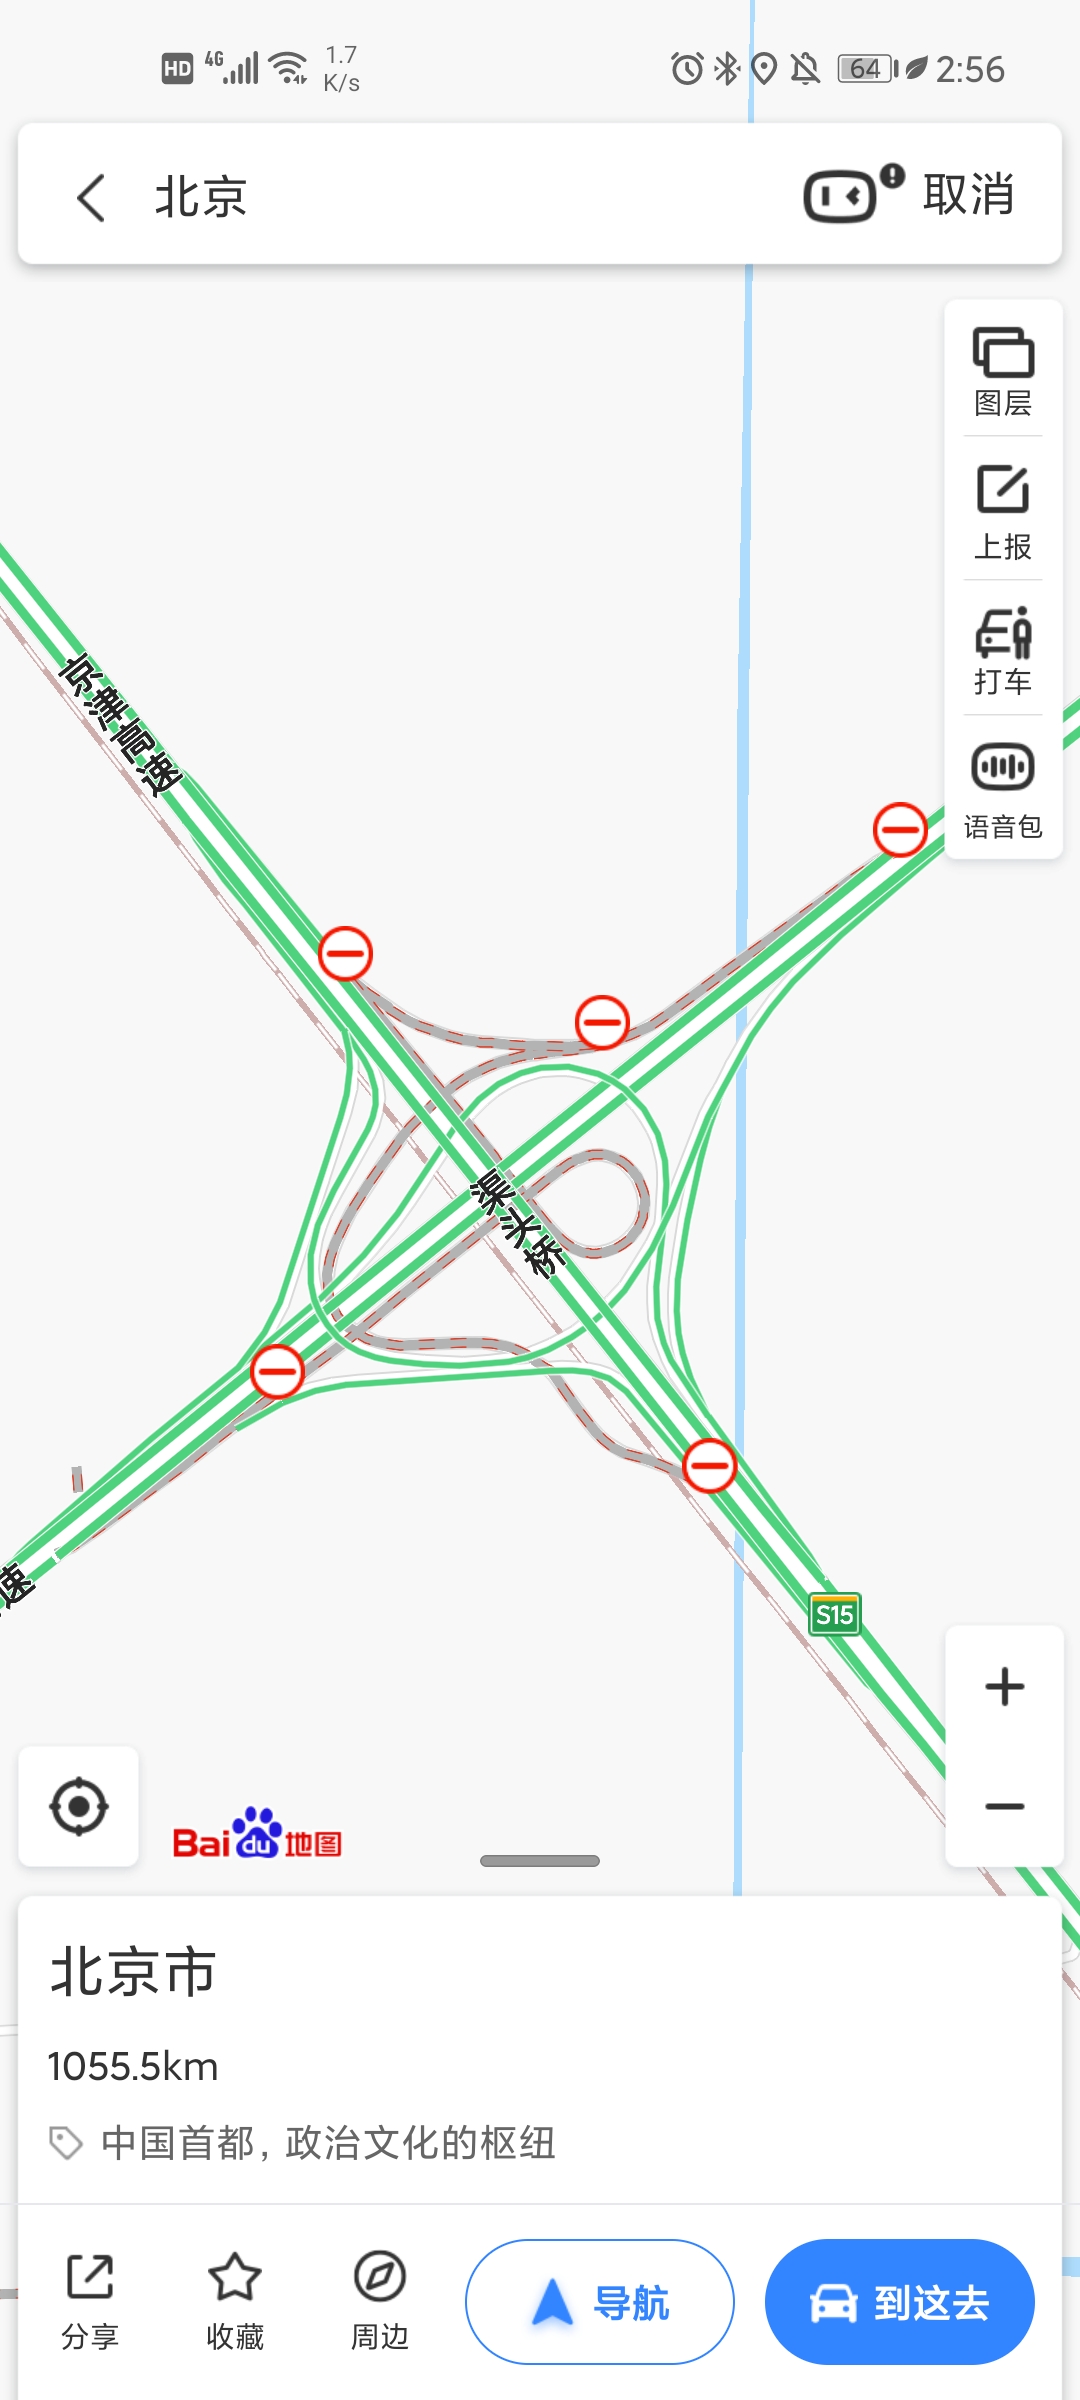 HD 4G 1.7 K/s 64 2:56
北京 取消
图层
上报
打车
语音包
京津高速
渠头桥
速
S15
Bai du 地图
北京市
1055.5km
中国首都，政治文化的枢纽
分享 收藏 周边 导航 到这去